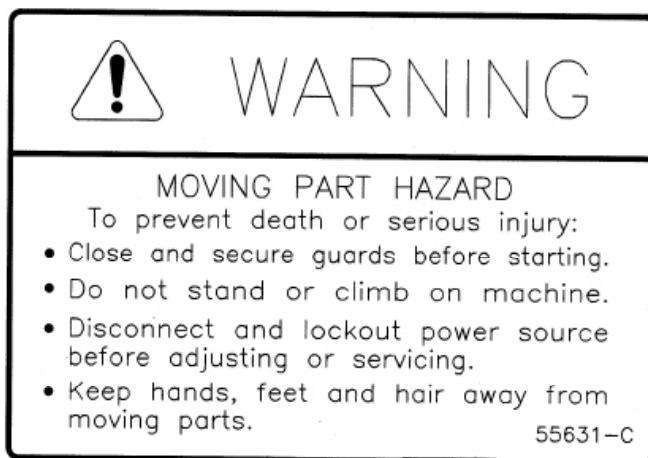 WARNING
MOVING PART HAZARD
To prevent death or serious injury:
• Close and secure guards before starting.
• Do not stand or climb on machine.
• Disconnect and lockout power source
before adjusting or servicing.
• Keep hands, feet and hair away from
moving parts.
55631-C